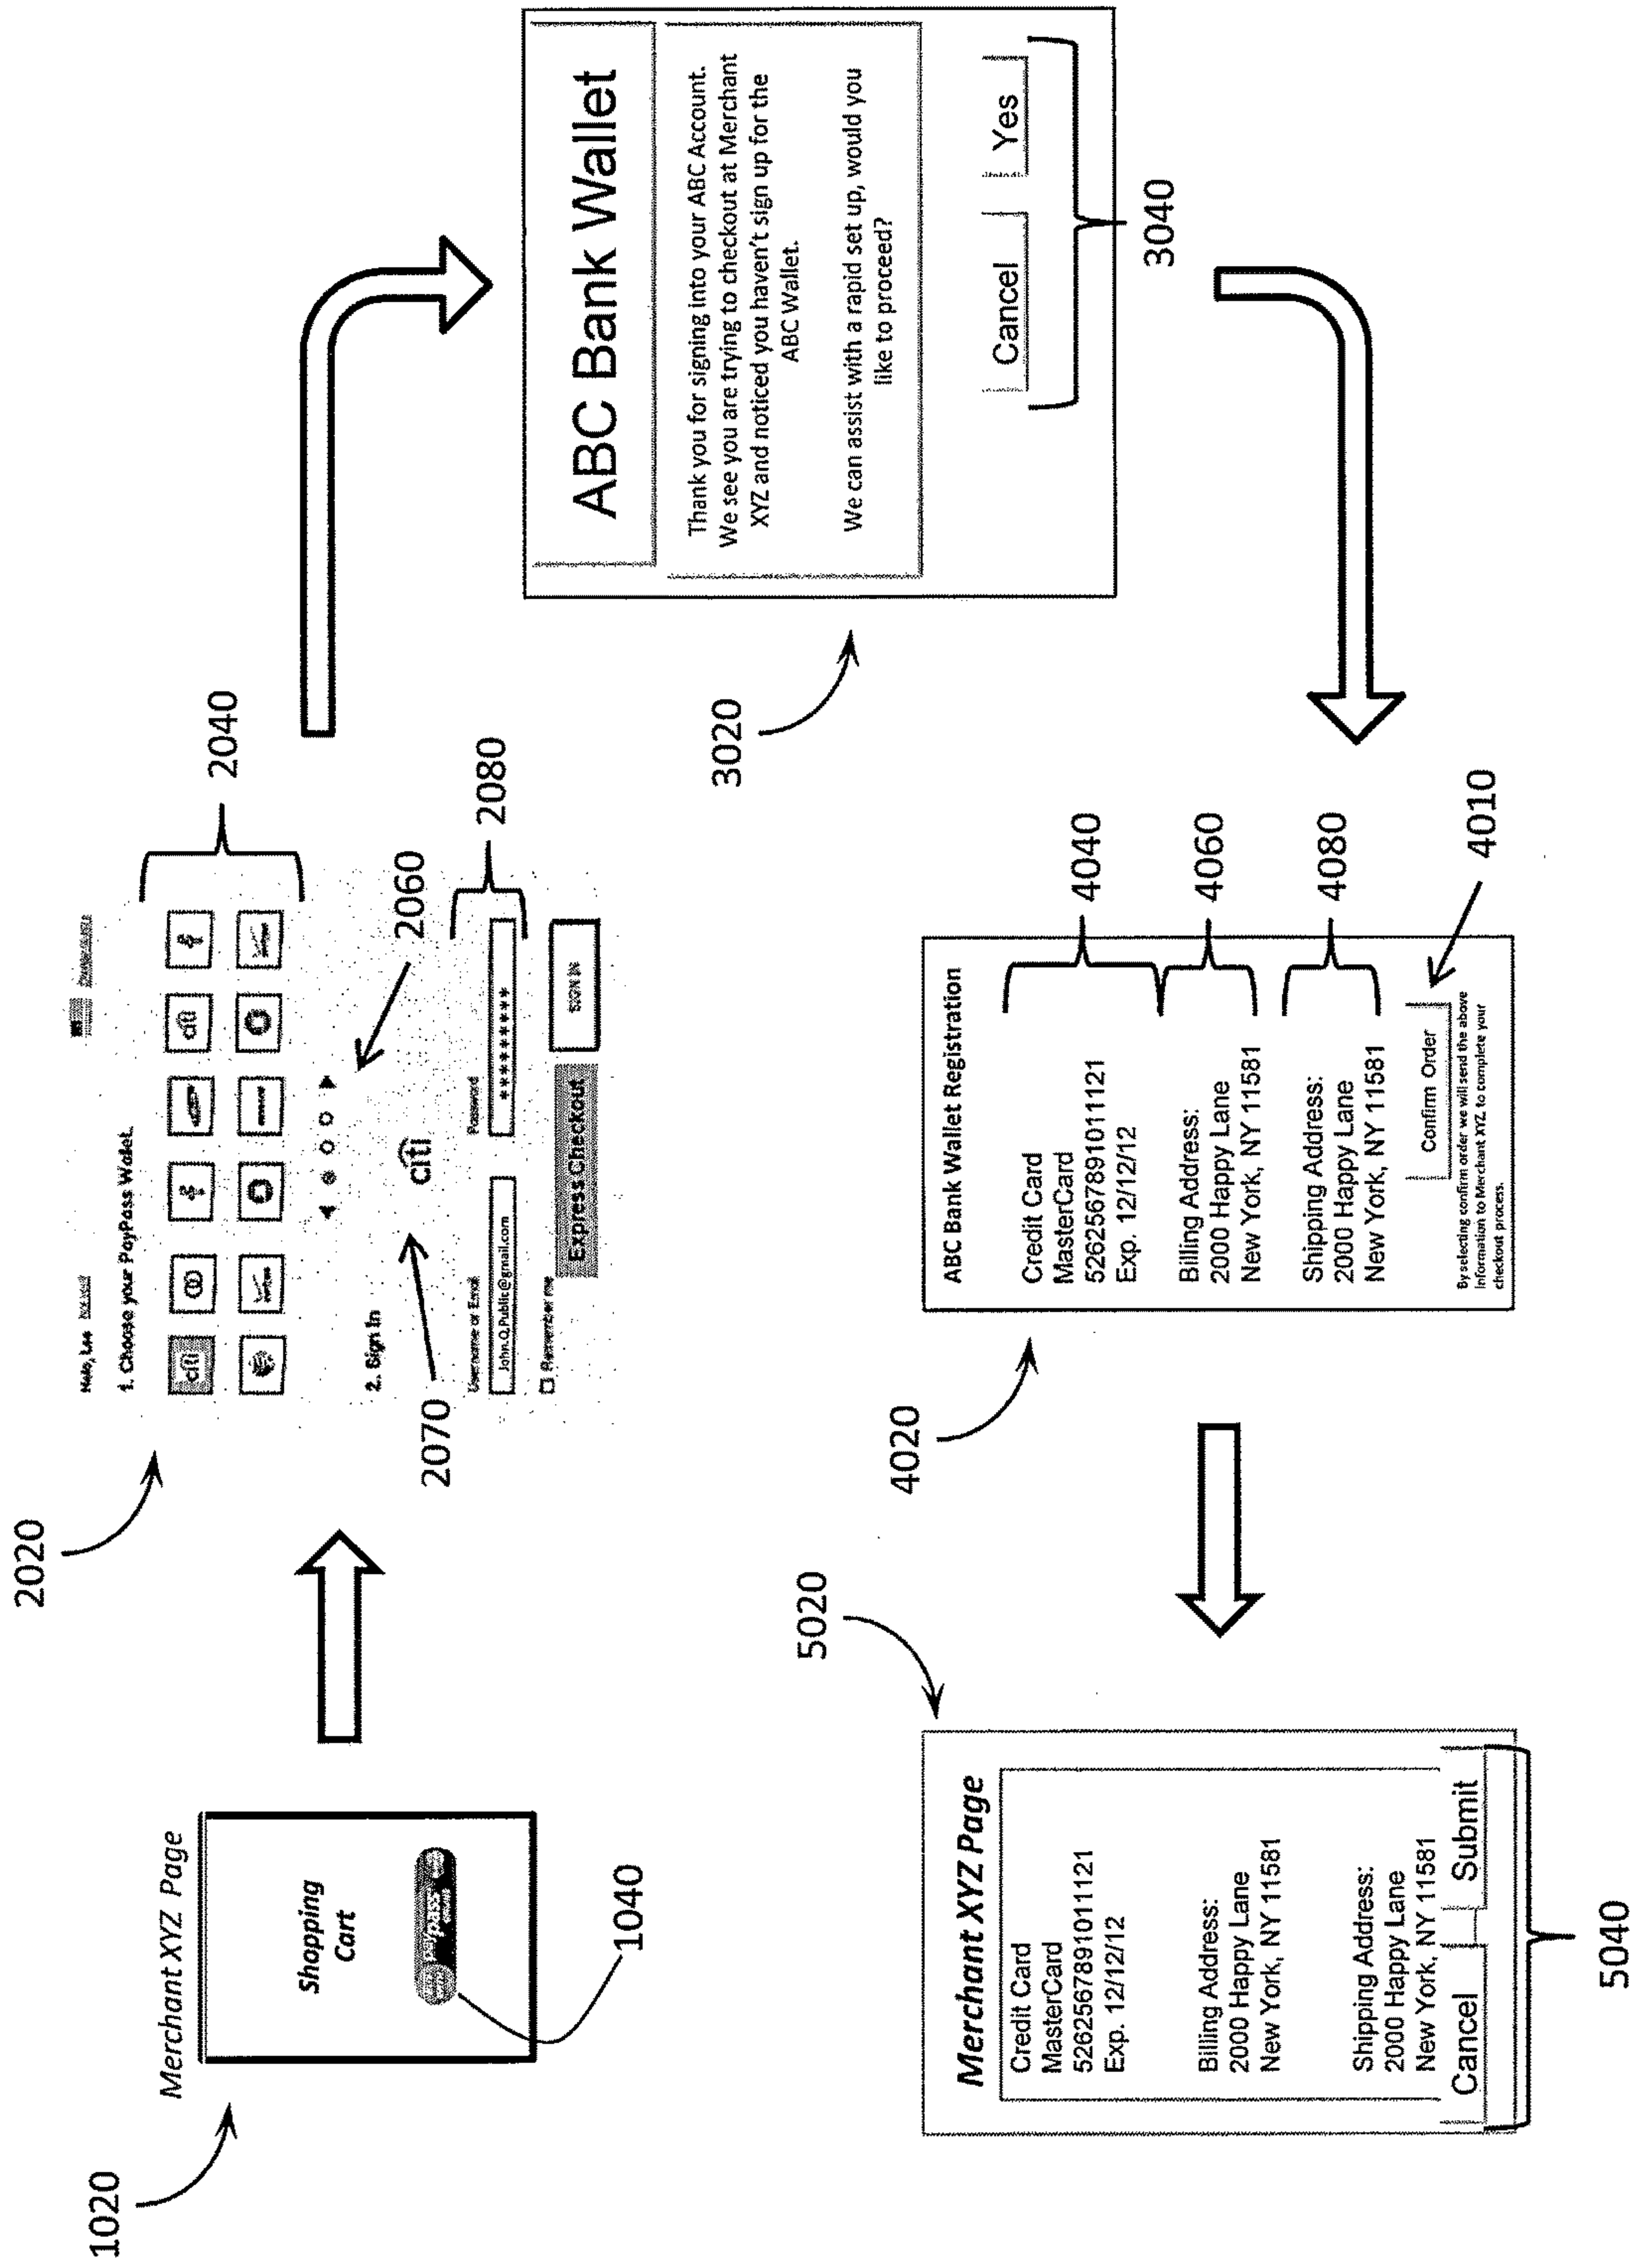 1020
Merchant XYZ Page
Shopping
Cart
paypass
1040
2020
1. Choose your PayPass Wallet.
citi
citi
2040
2060
2. Sign In
2070
citi
Username or Email
Password
John.Q.Public@gmail.com
*********
2080
Remember me
Express Checkout
SIGN IN
3020
ABC Bank Wallet
Thank you for signing into your ABC Account.
We see you are trying to checkout at Merchant
XYZ and noticed you haven't sign up for the
ABC Wallet.
We can assist with a rapid set up, would you
like to proceed?
Cancel
Yes
3040
4020
ABC Bank Wallet Registration
Credit Card
MasterCard
5262567891011121
Exp. 12/12/12
4040
Billing Address:
2000 Happy Lane
New York, NY 11581
4060
Shipping Address:
2000 Happy Lane
New York, NY 11581
4080
Confirm Order
4010
By selecting confirm order we will send the above
information to Merchant XYZ to complete your
checkout process.
5020
Merchant XYZ Page
Credit Card
MasterCard
5262567891011121
Exp. 12/12/12
Billing Address:
2000 Happy Lane
New York, NY 11581
Shipping Address:
2000 Happy Lane
New York, NY 11581
Cancel
Submit
5040